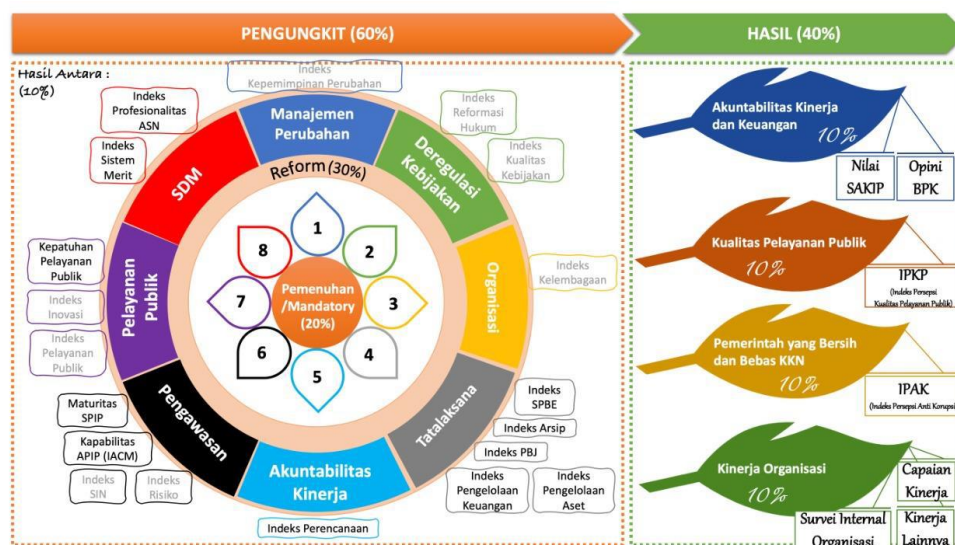 PENGUNGKIT (60%)
HASIL (40%)
Hasil Antara :
(10%)
Indeks
Kepemimpinan Perubahan
Indeks
Profesionalitas
ASN
Indeks
Sistem
Merit
Indeks
Reformasi
Hukum
Indeks
Kualitas
Kebijakan
Manajemen
Perubahan
Deregulasi
Kebijakan
Organisasi
Tatalaksana
Akuntabilitas
Kinerja
Pengawasan
Pelayanan
Publik
SDM
Reform (30%)
1
2
3
4
5
6
7
8
Pemenuhan
/Mandatory
(20%)
Kepatuhan
Pelayanan
Publik
Indeks
Inovasi
Indeks
Pelayanan
Publik
Indeks
Kelembagaan
Maturitas
SPIP
Kapabilitas
APIP (IACM)
Indeks
SIN
Indeks
Risiko
Indeks
SPBE
Indeks Arsip
Indeks PBJ
Indeks
Pengelolaan
Keuangan
Indeks
Pengelolaan
Aset
Indeks Perencanaan
Akuntabilitas Kinerja
dan Keuangan
10%
Nilai
SAKIP
Opini
BPK
Kualitas Pelayanan Publik
10%
IPKP
(Indeks Persepsi
Kualitas Pelayanan Publik)
Pemerintah yang Bersih
dan Bebas KKN
10%
IPAK
(Indeks Persepsi Anti Korupsi)
Kinerja Organisasi
10%
Capaian
Kinerja
Survei Internal
Organisasi
Kinerja
Lainnya